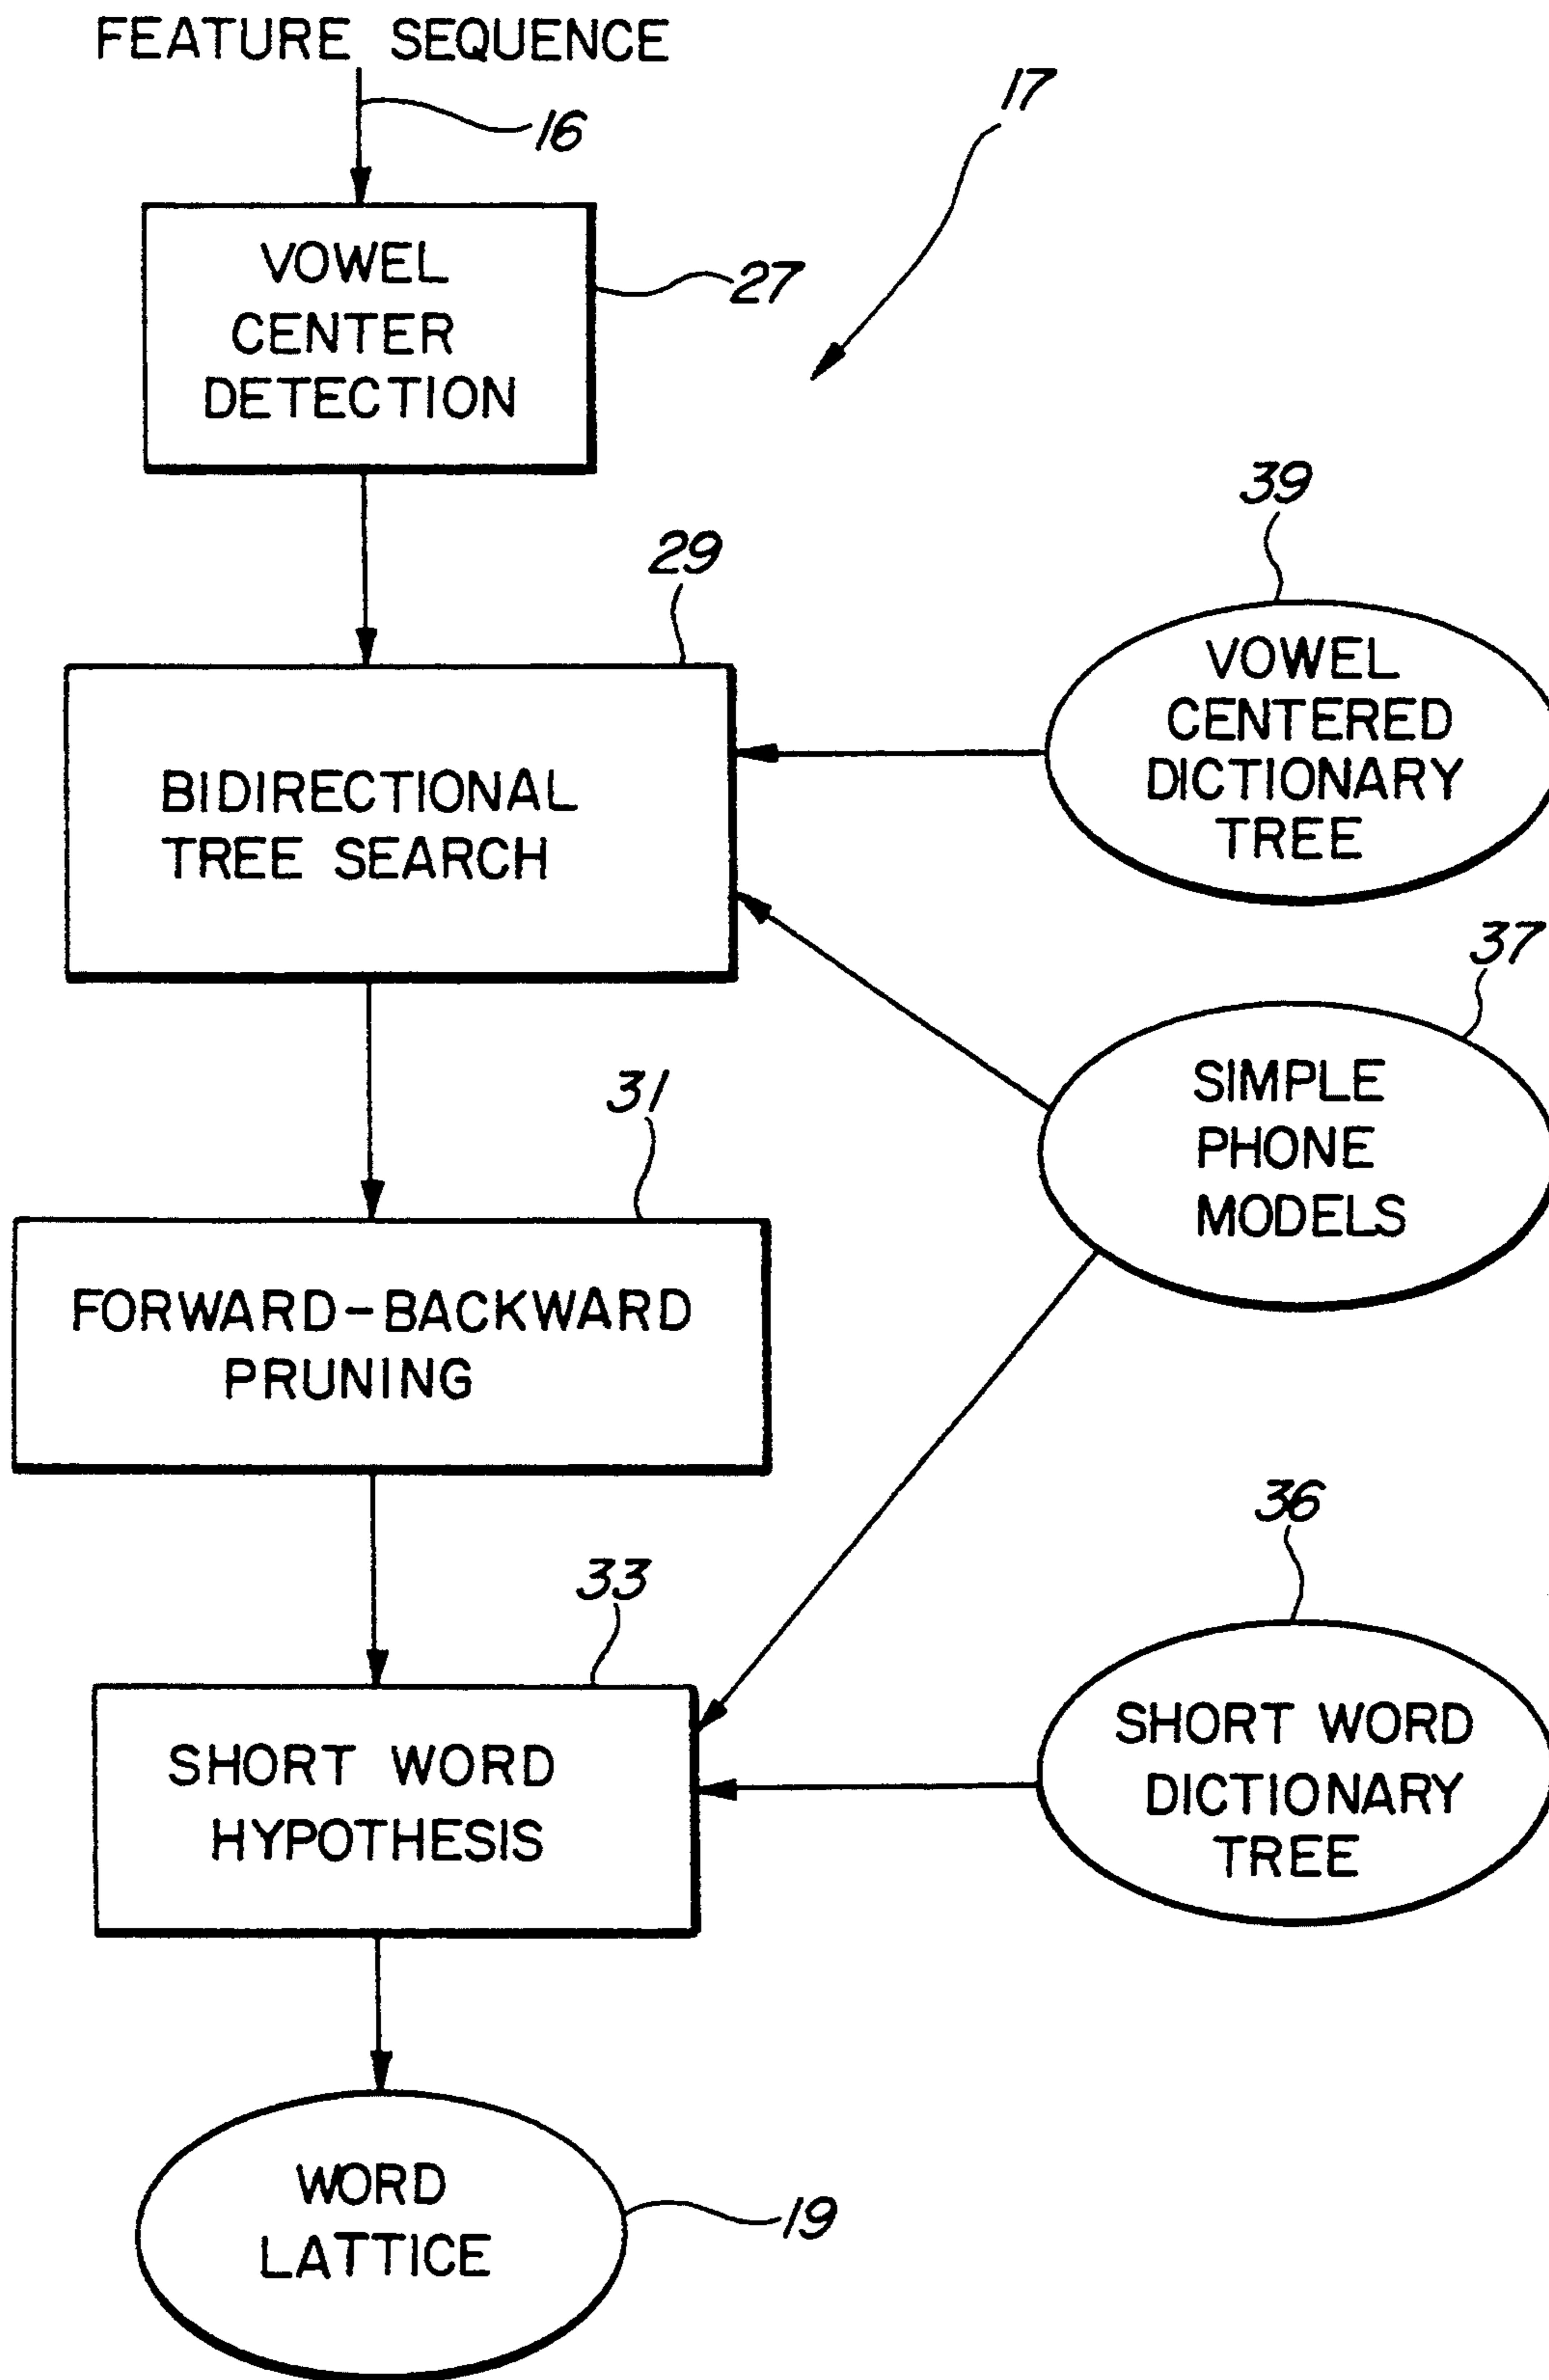 FEATURE SEQUENCE
16
17
VOWEL
CENTER
DETECTION
27
29
39
BIDIRECTIONAL
TREE SEARCH
VOWEL
CENTERED
DICTIONARY
TREE
37
SIMPLE
PHONE
MODELS
31
FORWARD-BACKWARD
PRUNING
33
36
SHORT WORD
HYPOTHESIS
SHORT WORD
DICTIONARY
TREE
WORD
LATTICE
19